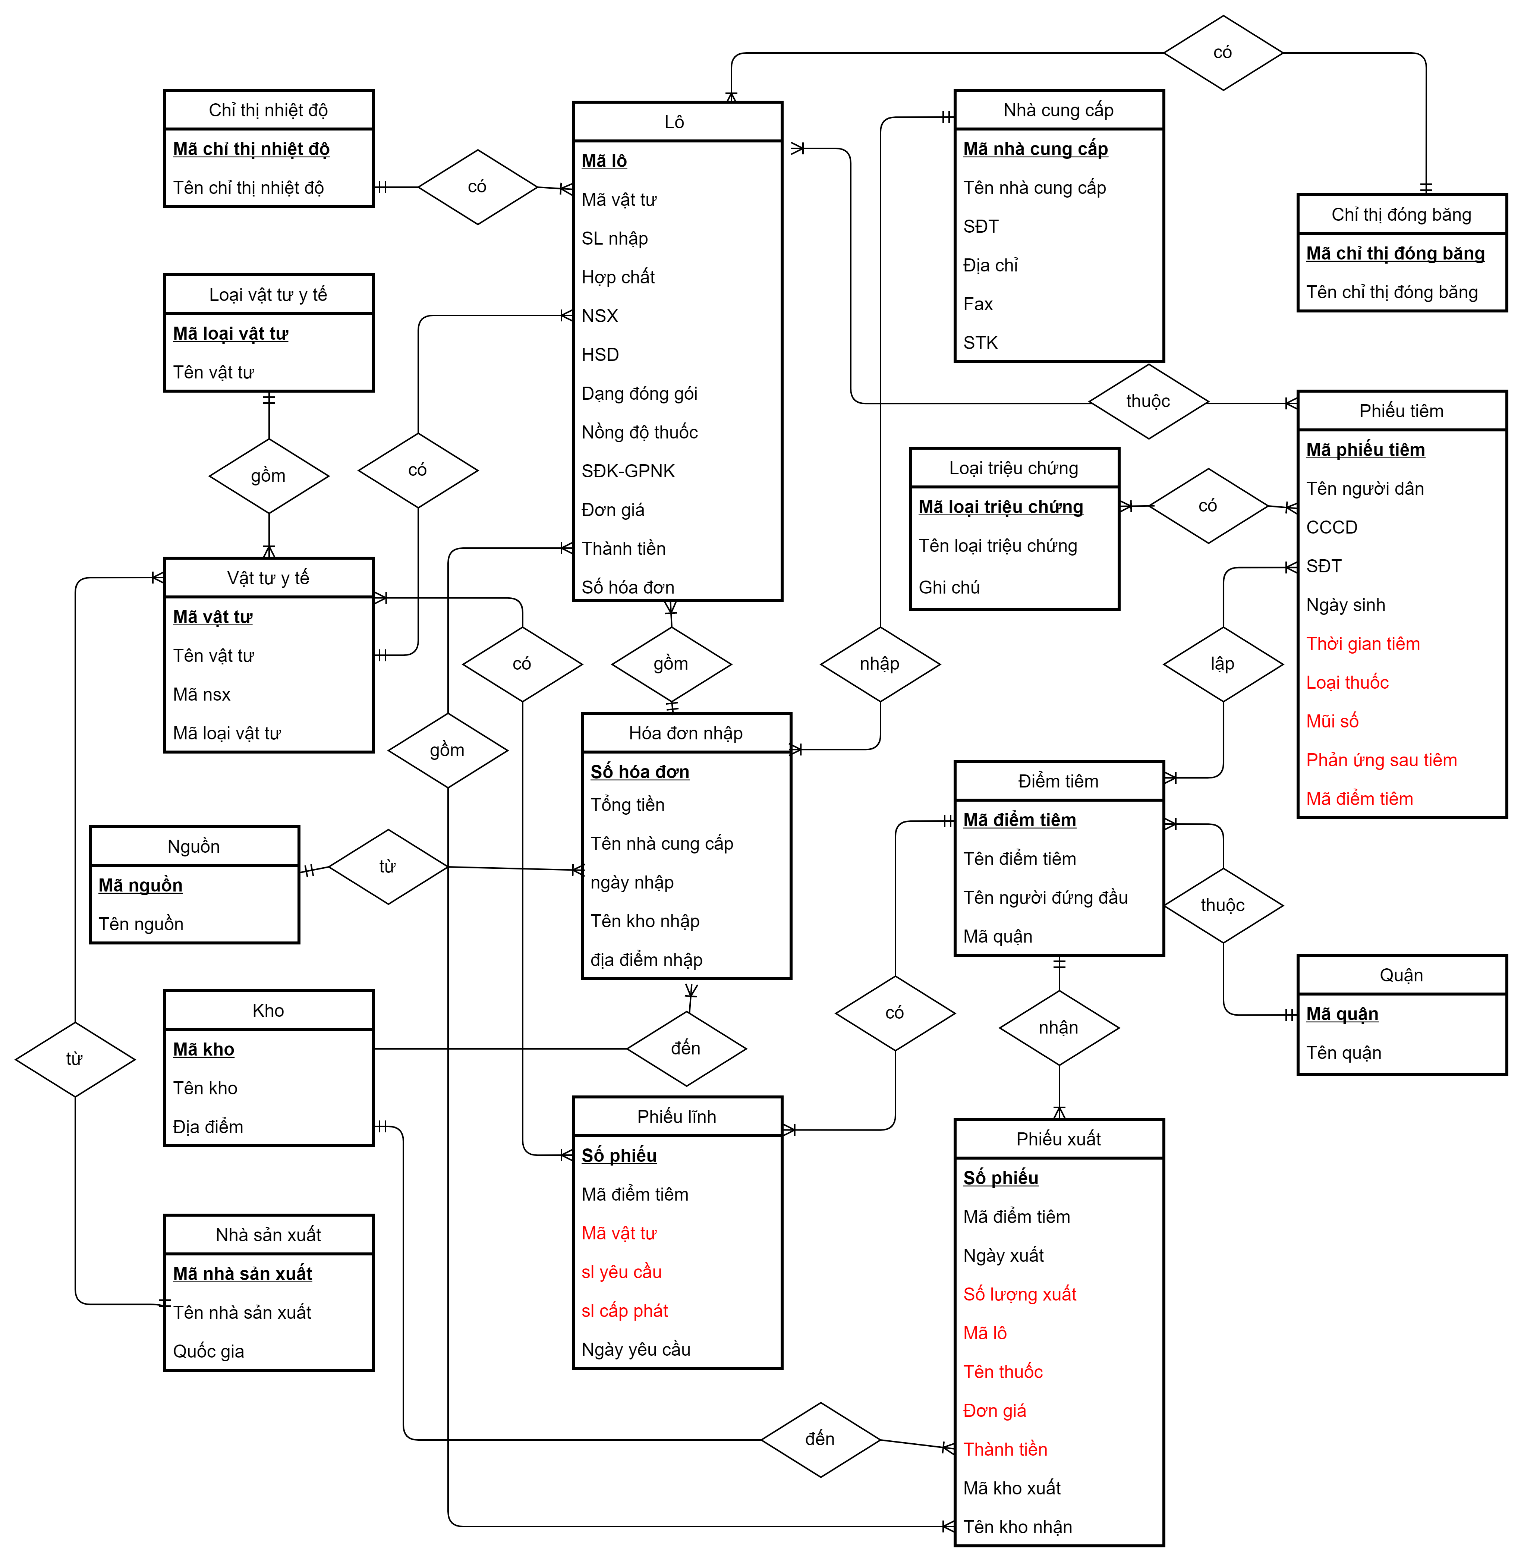 có
Chỉ thị nhiệt độ
Mã chí thị nhiệt độ
Tên chỉ thị nhiệt độ
có
Lô
Mã lô
Mã vật tư
SL nhập
Hợp chất
NSX
HSD
Dạng đóng gói
Nồng độ thuốc
SĐK-GPNK
Đơn giá
Thành tiền
Số hóa đơn
Nhà cung cấp
Mã nhà cung cấp
Tên nhà cung cấp
SĐT
Địa chỉ
Fax
STK
Chỉ thị đóng băng
Mã chỉ thị đóng băng
Tên chỉ thị đóng băng
Loại vật tư y tế
Mã loại vật tư
Tên vật tư
gồm
có
thuộc
Phiếu tiêm
Mã phiếu tiêm
Tên người dân
CCCD
SĐT
Ngày sinh
Thời gian tiêm
Loại thuốc
Mũi số
Phản ứng sau tiêm
Mã điểm tiêm
Loại triệu chứng
Mã loại triệu chứng
Tên loại triệu chứng
Ghi chú
có
Vật tư y tế
Mã vật tư
Tên vật tư
Mã nsx
Mã loại vật tư
có
gồm
nhập
lập
gồm
Hóa đơn nhập
Số hóa đơn
Tổng tiền
Tên nhà cung cấp
ngày nhập
Tên kho nhập
địa điểm nhập
Điểm tiêm
Mã điểm tiêm
Tên điểm tiêm
Tên người đứng đầu
Mã quận
Nguồn
Mã nguồn
Tên nguồn
từ
thuộc
Quận
Mã quận
Tên quận
Kho
Mã kho
Tên kho
Địa điểm
từ
đến
có
nhận
Phiếu lĩnh
Số phiếu
Mã điểm tiêm
Mã vật tư
sl yêu cầu
sl cấp phát
Ngày yêu cầu
Phiếu xuất
Số phiếu
Mã điểm tiêm
Ngày xuất
Số lượng xuất
Mã lô
Tên thuốc
Đơn giá
Thành tiền
Mã kho xuất
Tên kho nhận
Nhà sản xuất
Mã nhà sản xuất
Tên nhà sản xuất
Quốc gia
đến